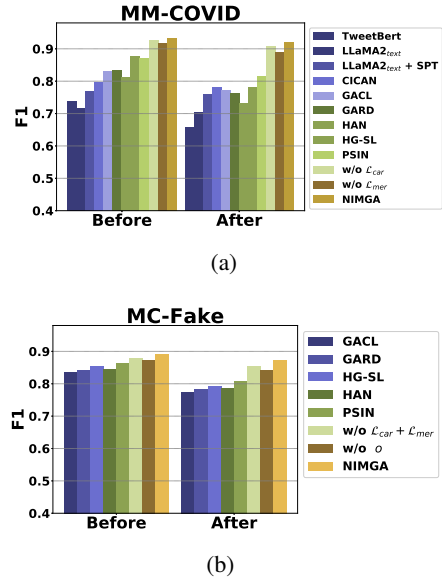 MM-COVID
F1
0.9
0.8
0.7
0.6
0.5
0.4
Before After
TweetBert
LLaMA2text
LLaMA2text + SPT
CICAN
GACL
GARD
HAN
HG-SL
PSIN
w/o ℒcar
w/o ℒmer
NIMGA
(a)
MC-Fake
F1
0.9
0.8
0.7
0.6
0.5
0.4
Before After
GACL
GARD
HG-SL
HAN
PSIN
w/o ℒcar + ℒmer
w/o o
NIMGA
(b)